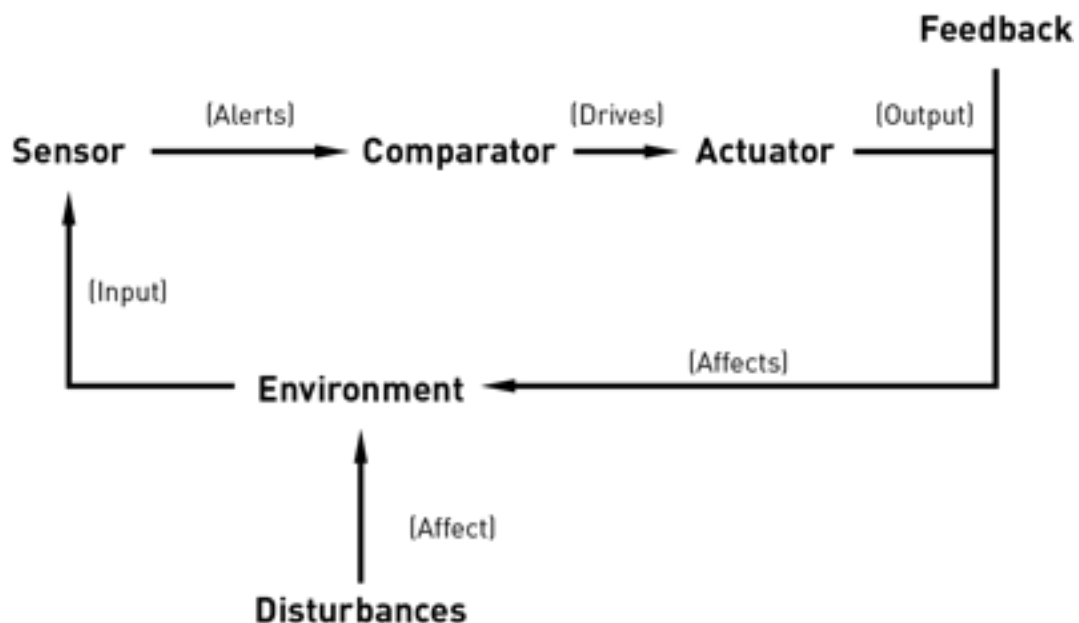 Feedback
(Alerts)
(Drives)
(Output)
Sensor
Comparator
Actuator
(Input)
(Affects)
Environment
(Affect)
Disturbances